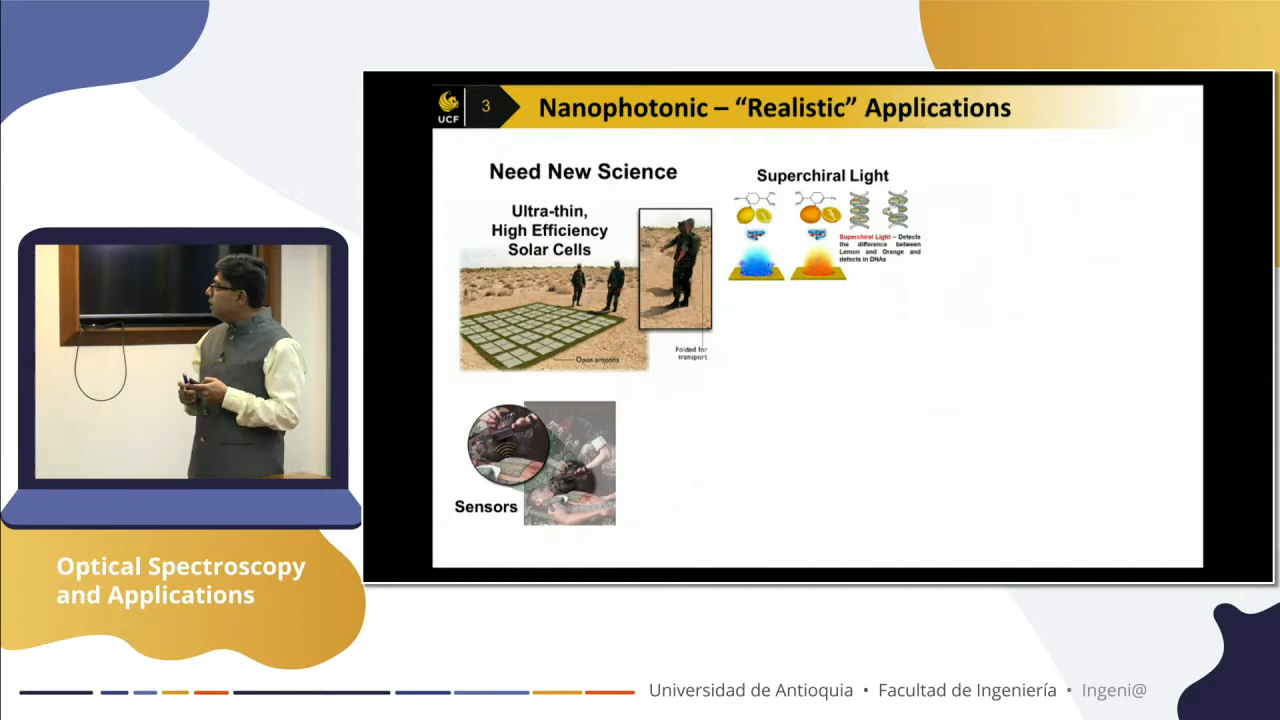 UCF
3
Nanophotonic – “Realistic” Applications
Need New Science
Ultra-thin,
High Efficiency
Solar Cells
Open antenna
Folded for
transport
Superchiral Light
Superchiral Light – Detects
the difference between
Lemon and Orange and
defects in DNAs
Sensors
Optical Spectroscopy
and Applications
Universidad de Antioquia • Facultad de Ingeniería • Ingeni@